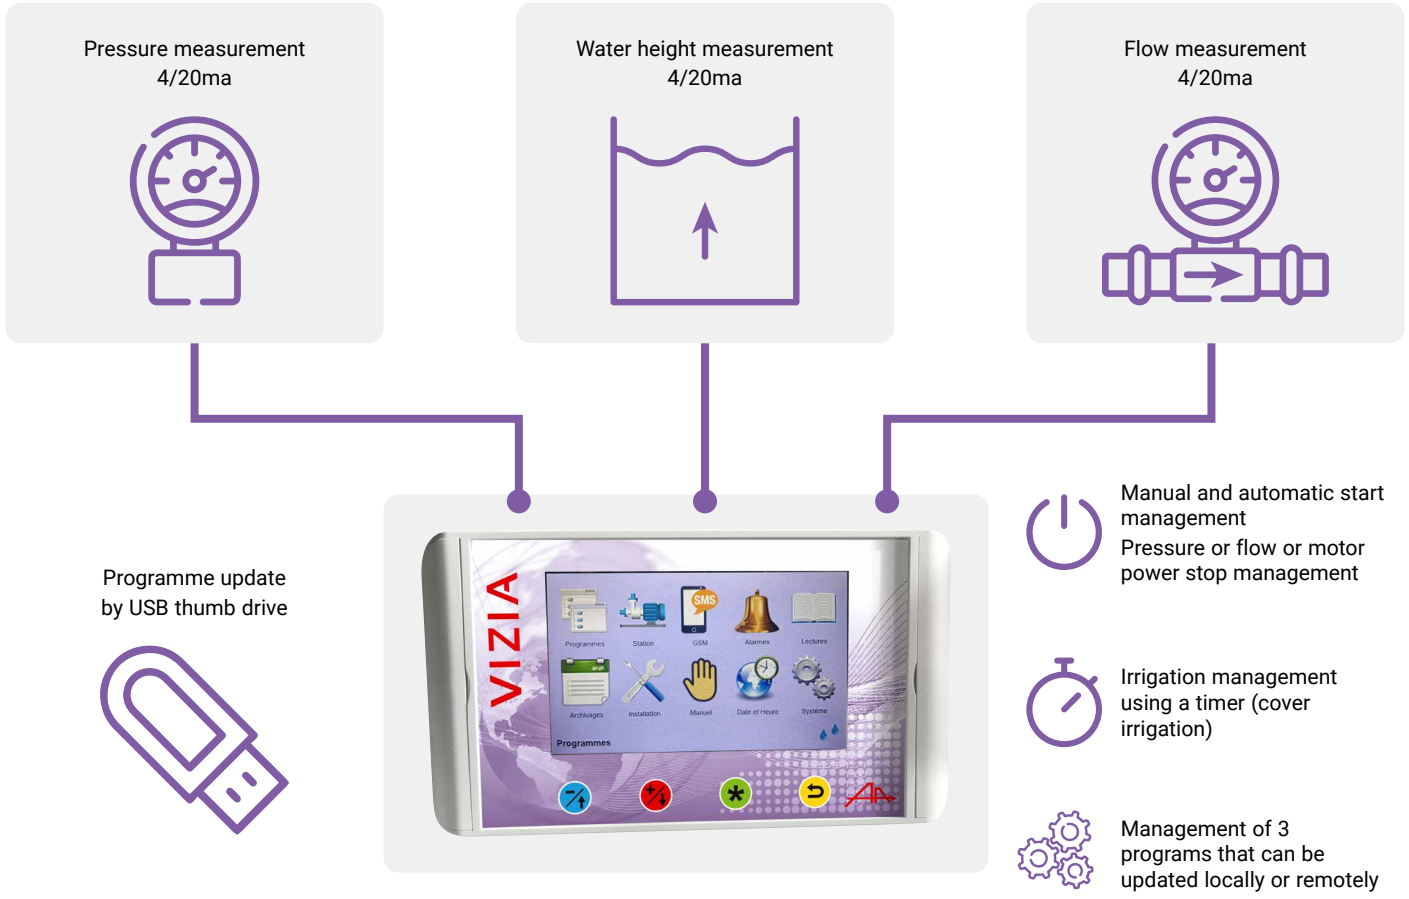 Pressure measurement
4/20ma
Water height measurement
4/20ma
Flow measurement
4/20ma
Programme update
by USB thumb drive
VIZIA
SMS
Programmes
Station
GSM
Alarmes
Lectures
Archivages
Installation
Manuel
Date et Heure
Système
Programmes
Manual and automatic start
management
Pressure or flow or motor
power stop management
Irrigation management
using a timer (cover
irrigation)
Management of 3
programs that can be
updated locally or remotely